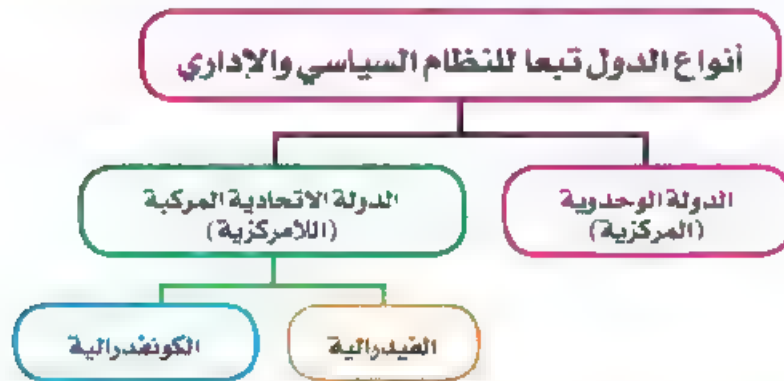 أنواع الدول تبعا للنظام السياسي والإداري
الدولة الوحدوية
(المركزية)
الدولة الاتحادية المركبة
(اللامركزية)
الفيدرالية
الكونفدرالية